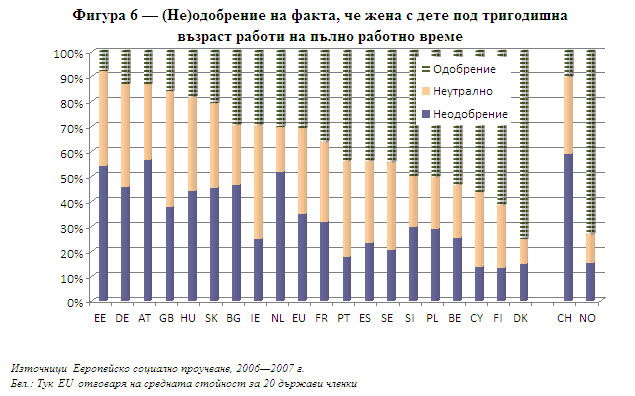 Фигура 6 — (Не)одобрение на факта, че жена с дете под тригодишна
възраст работи на пълно работно време
100%
90%
80%
70%
60%
50%
40%
30%
20%
10%
0%
Одобрение
Неутрално
Неодобрение
EE DE AT GB HU SK BG IE NL EU FR PT ES SE SI PL BE CY FI DK CH NO
Източници Европейско социално проучване, 2006—2007 г.
Бел.: Тук EU отговаря на средната стойност за 20 държави членки